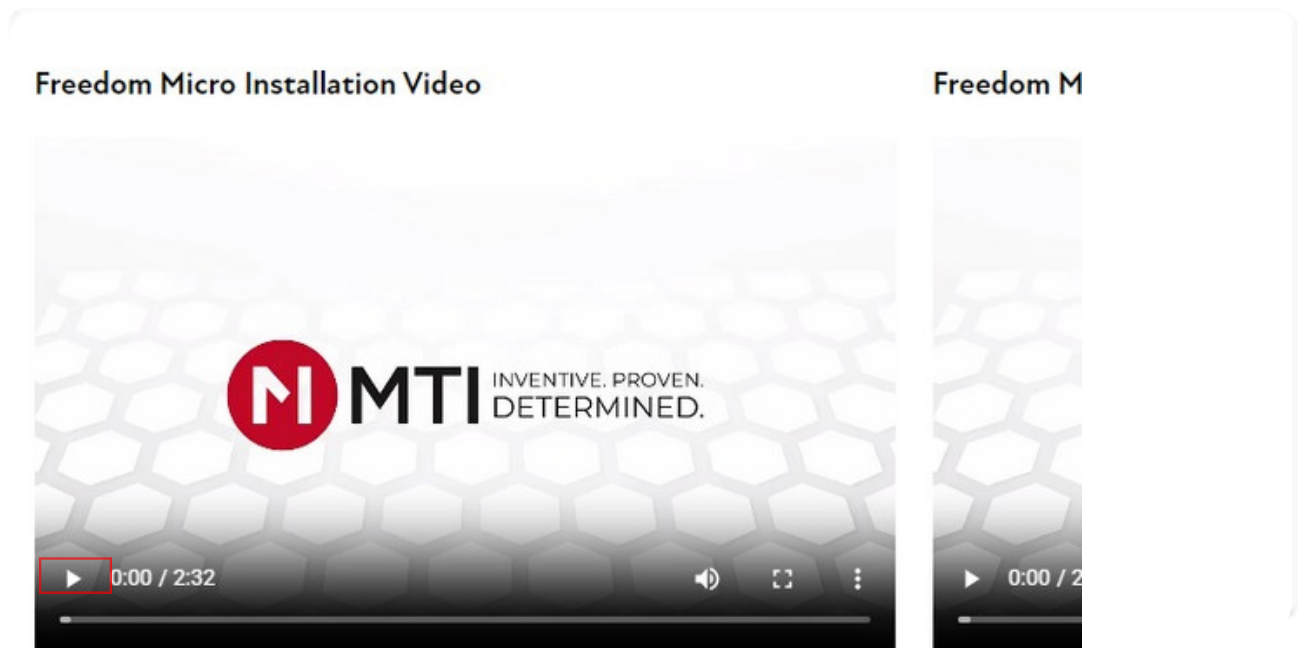 Freedom Micro Installation Video
Freedom M
MTI
INVENTIVE. PROVEN.
DETERMINED.
0:00 / 2:32
0:00 / 2